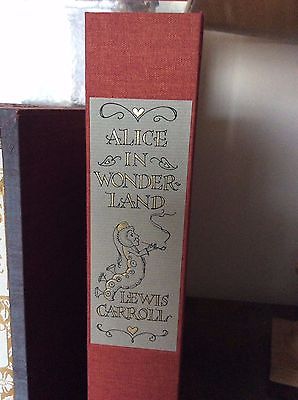 ALICE
IN
WONDER-
LAND
LEWIS
CARROLL